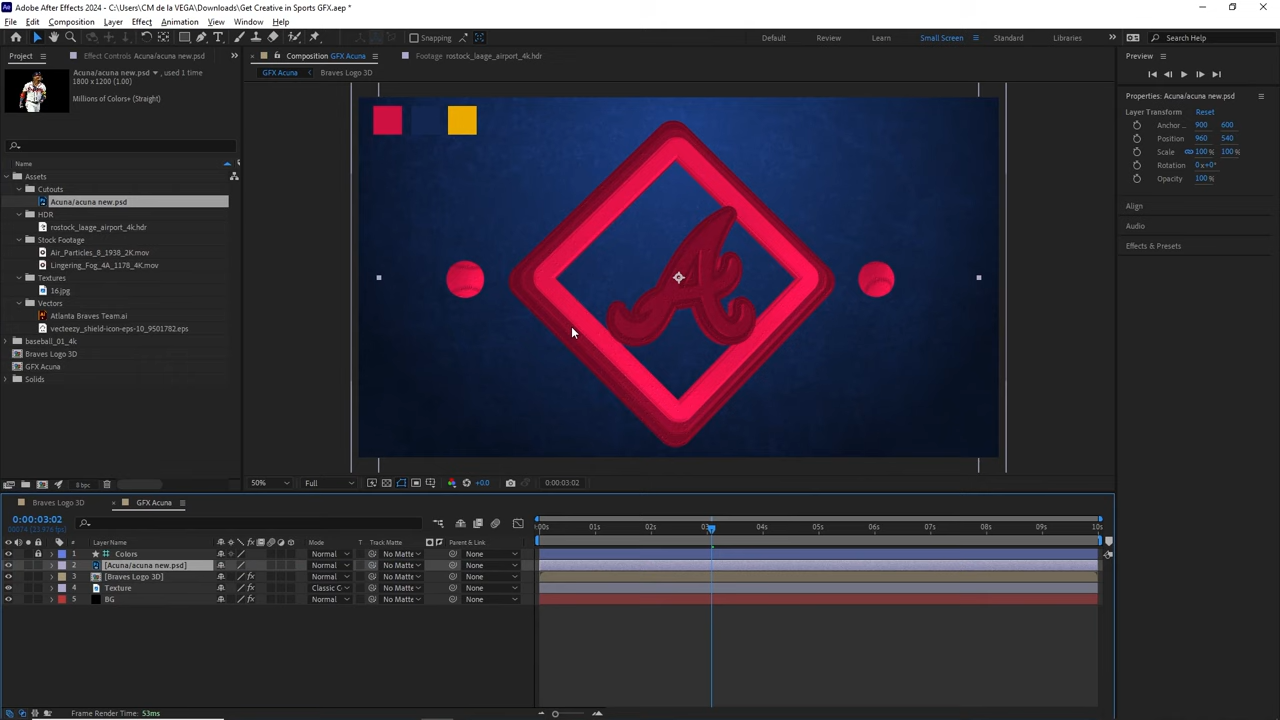 Adobe After Effects 2024 - C:\Users\CM de la VEGA\Downloads\Get Creative in Sports GFX.aep *
File Edit Composition Layer Effect Animation View Window Help
Snapping
Default Review Learn Small Screen Standard Libraries Search Help
Project Effect Controls Acuna/acuna new.psd
Composition GFX Acuna Footage rostock_laage_airport_4k.hdr
Preview
GFX Acuna Braves Logo 3D
Acuna/acuna new.psd, used 1 time
1800 x 1200 (1.00)
Millions of Colors+ (Straight)
Properties: Acuna/acuna new.psd
Layer Transform Reset
Anchor ... 900 600
Position 960 540
Scale 100 % 100 %
Rotation 0x+0°
Opacity 100 %
Align
Audio
Effects & Presets
Name
Assets
Cutouts
Acuna/acuna new.psd
HDR
rostock_laage_airport_4k.hdr
Stock Footage
Air_Particles_8_1938_2K.mov
Lingering_Fog_4A_1178_4K.mov
Textures
16.jpg
Vectors
Atlanta Braves Team.ai
vecteezy_shield-icon-eps-10_9501782.eps
baseball_01_4k
Braves Logo 3D
GFX Acuna
Solids
A
8 bpc
50% Full +0.0 0:00:03:02
Braves Logo 3D GFX Acuna
0:00:03:02
00074 (23.976 fps)
:00s 01s 02s 03s 04s 05s 06s 07s 08s 09s 10s
# Layer Name Mode T Track Matte Parent & Link
1 Colors Normal No Matte None
2 [Acuna/acuna new.psd] Normal No Matte None
3 [Braves Logo 3D] Normal No Matte None
4 Texture Classic C No Matte None
5 BG Normal No Matte None
Frame Render Time: 53ms